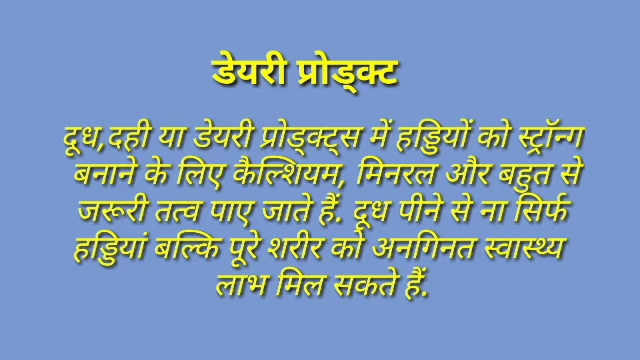 डेयरी प्रोड्क्ट
दूध,दही या डेयरी प्रोड्क्ट्स में हड्डियों को स्ट्रॉन्ग
बनाने के लिए कैल्शियम, मिनरल और बहुत से
जरूरी तत्व पाए जाते हैं. दूध पीने से ना सिर्फ
हड्डियां बल्कि पूरे शरीर को अनगिनत स्वास्थ्य
लाभ मिल सकते हैं.